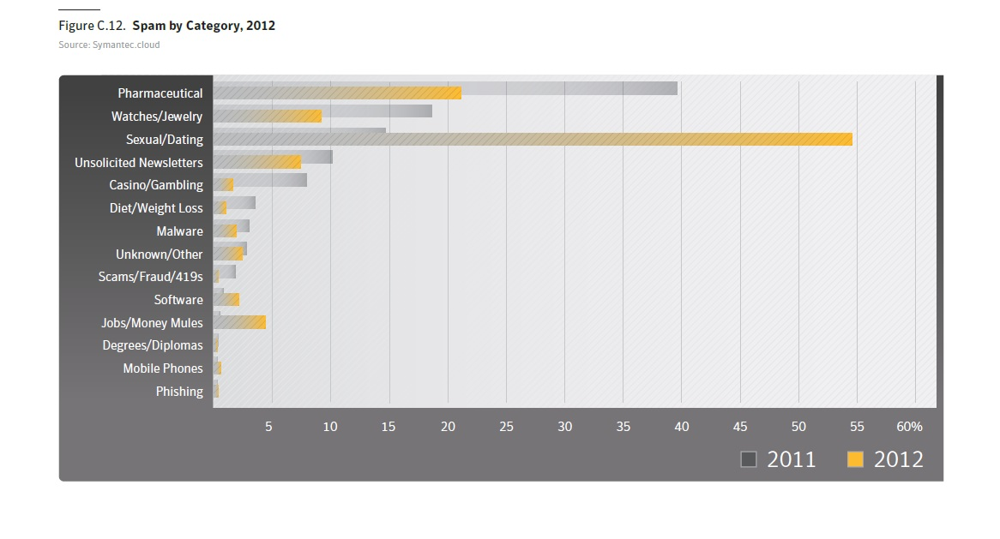 Figure C.12. Spam by Category, 2012
Source: Symantec.cloud
Pharmaceutical
Watches/Jewelry
Sexual/Dating
Unsolicited Newsletters
Casino/Gambling
Diet/Weight Loss
Malware
Unknown/Other
Scams/Fraud/419s
Software
Jobs/Money Mules
Degrees/Diplomas
Mobile Phones
Phishing
5 10 15 20 25 30 35 40 45 50 55 60%
2011 2012